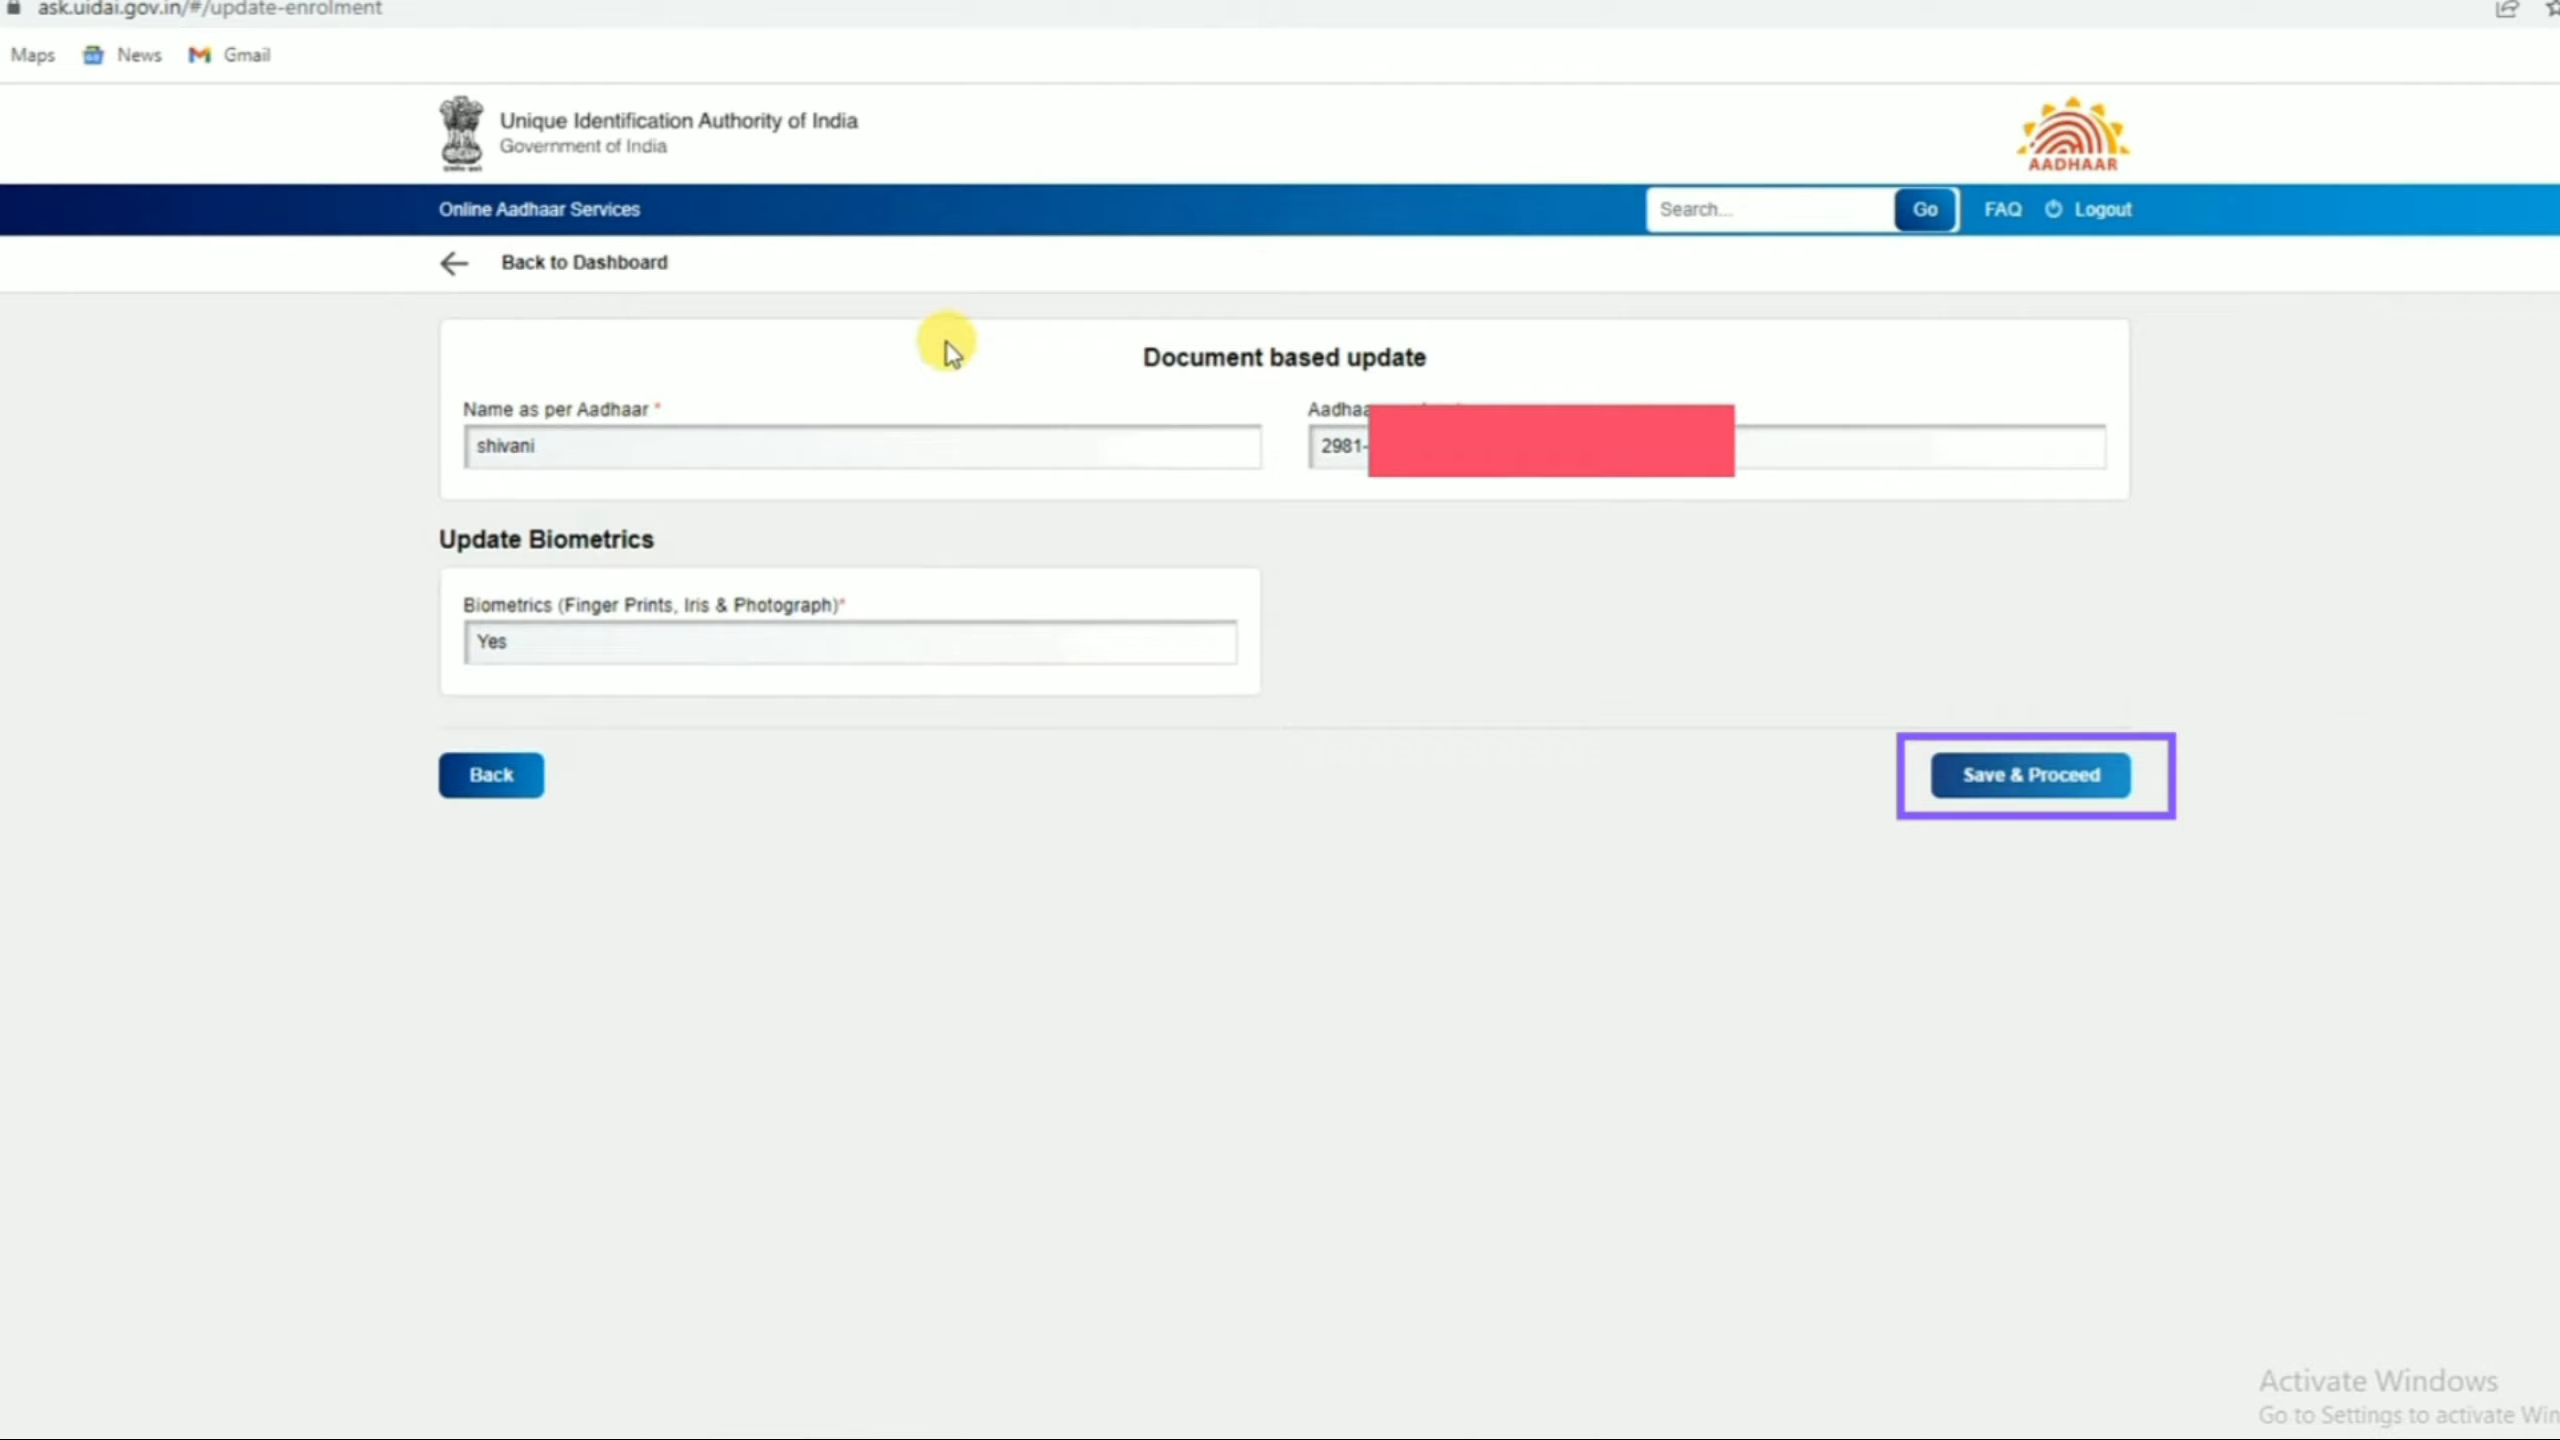 ask.uidai.gov.in/#/update-enrolment
Maps News Gmail
Unique Identification Authority of India
Government of India
AADHAAR
Online Aadhaar Services
Search...
Go
FAQ
Logout
Back to Dashboard
Document based update
Name as per Aadhaar *
shivani
Aadhaa
2981-
Update Biometrics
Biometrics (Finger Prints, Iris & Photograph)*
Yes
Back
Save & Proceed
Activate Windows
Go to Settings to activate Win